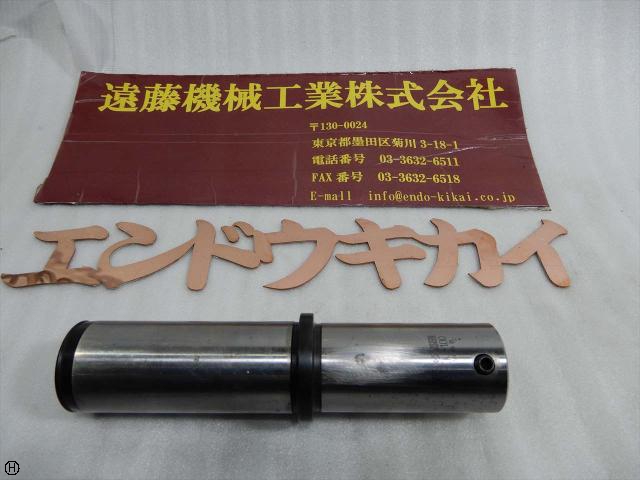 遠藤機械工業株式会社
〒130-0024
東京都墨田区菊川 3-18-1
電話番号 03-3632-6511
FAX 番号 03-3632-6518
E-mall info@endo-kikai.co.jp
エンドウキカイ
H